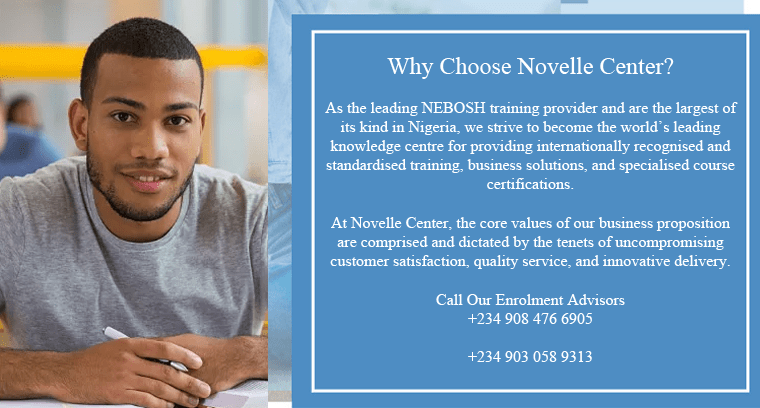 Why Choose Novelle Center?
As the leading NEBOSH training provider and are the largest of
its kind in Nigeria, we strive to become the world’s leading
knowledge centre for providing internationally recognised and
standardised training, business solutions, and specialised course
certifications.
At Novelle Center, the core values of our business proposition
are comprised and dictated by the tenets of uncompromising
customer satisfaction, quality service, and innovative delivery.
Call Our Enrolment Advisors
+234 908 476 6905
+234 903 058 9313